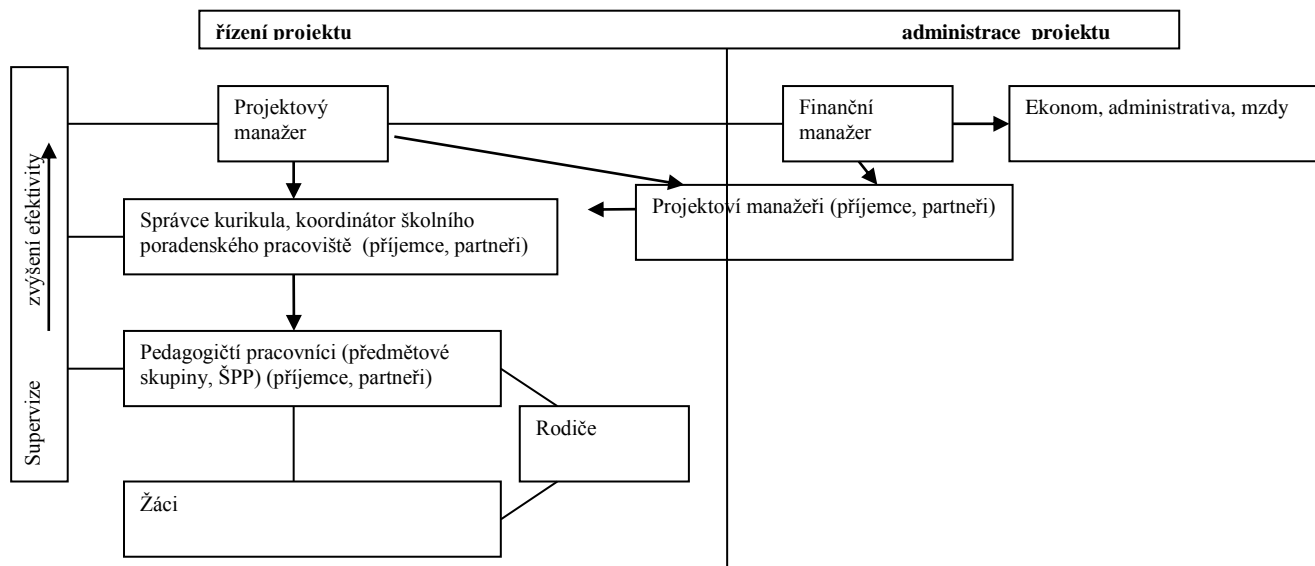 řízení projektu administrace projektu
Projektový
manažer
Finanční
manažer
Ekonom, administrativa, mzdy
Supervize zvýšení efektivity
Správce kurikula, koordinátor školního
poradenského pracoviště (příjemce, partneři)
Projektoví manažeři (příjemce, partneři)
Pedagogičtí pracovníci (předmětové
skupiny, ŠPP) (příjemce, partneři)
Rodiče
Žáci